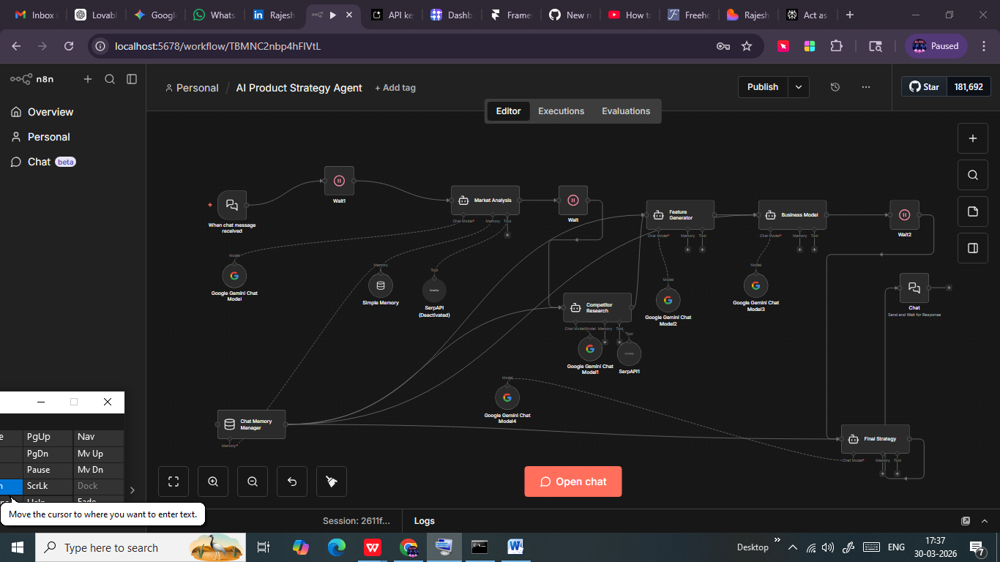 Inbox
Lovabl
Googl
Whats
Rajesh
API ke
Dashb
Frame
New r
How to
Freeho
Rajesh
Act as
localhost:5678/workflow/TBMNC2nbp4hFIVtL
Paused
n8n
Personal / AI Product Strategy Agent + Add tag
Publish
Star 181,692
Editor Executions Evaluations
Overview
Personal
Chat beta
Wait1
When chat message
received
Market Analysis
Chat Model* Memory Tool
Wait
Feature
Generator
Chat Model* Memory Tool
Business Model
Chat Model* Memory Tool
Wait2
Model
Google Gemini Chat
Model
Memory
Simple Memory
Tool
SerpAPI
(Deactivated)
Competitor
Research
Chat Model Model Memory Tool
Google Gemini Chat
Model1
Tool
SerpAPI1
Model
Google Gemini Chat
Model2
Model
Google Gemini Chat
Model3
Chat
Send and Wait for Response
Model
Google Gemini Chat
Model4
Chat Memory
Manager
Memory*
Final Strategy
Chat Model* Memory Tool
Open chat
PgUp Nav
PgDn Mv Up
Pause Mv Dn
ScrLk Dock
Help Fade
Move the cursor to where you want to enter text.
Session: 2611f...
Logs
Type here to search
Desktop
ENG
17:37
30-03-2026
7